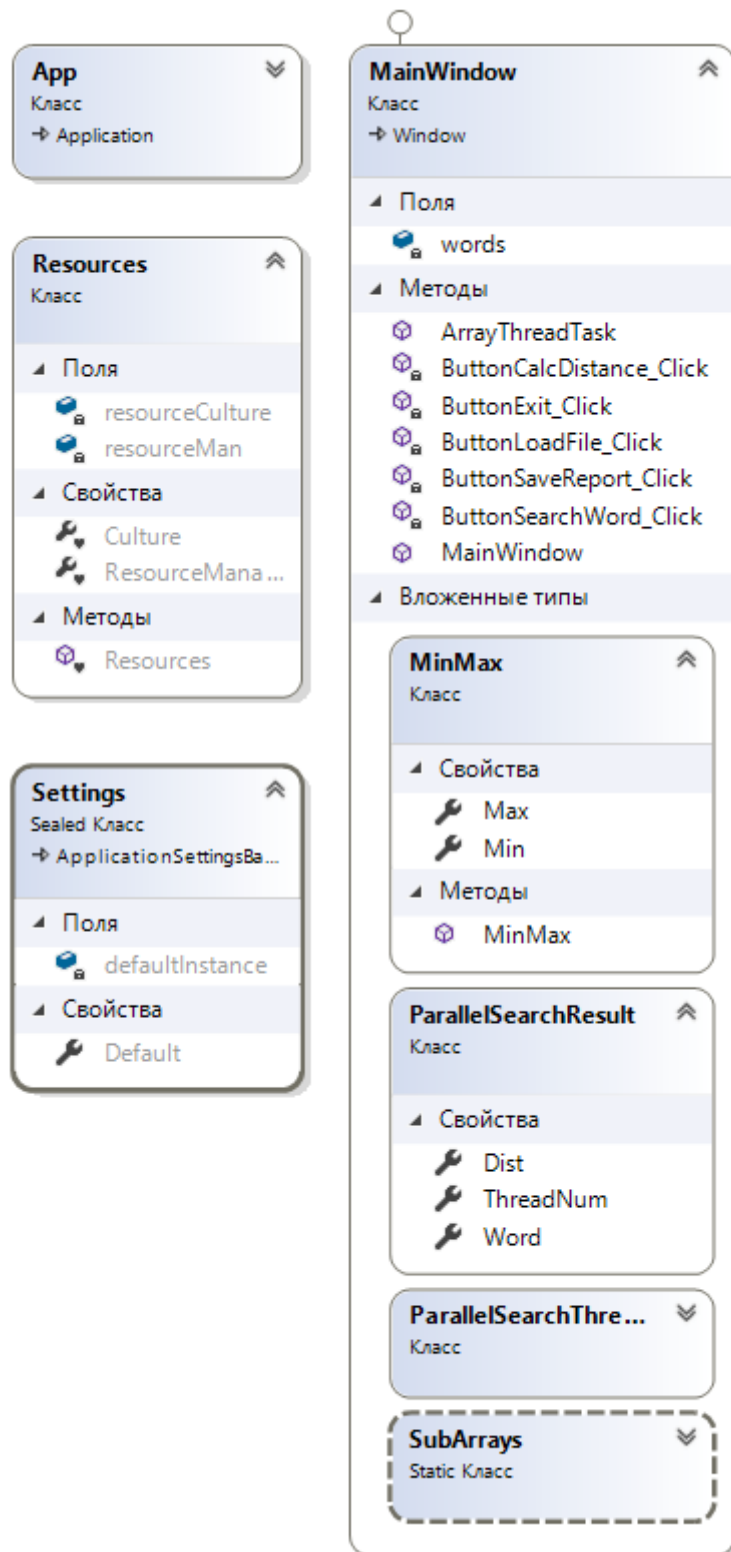 App
Класс
Application
Resources
Класс
Поля
resourceCulture
resourceMan
Свойства
Culture
ResourceMana...
Методы
Resources
Settings
Sealed Класс
ApplicationSettingsBa...
Поля
defaultInstance
Свойства
Default
MainWindow
Класс
Window
Поля
words
Методы
ArrayThreadTask
ButtonCalcDistance_Click
ButtonExit_Click
ButtonLoadFile_Click
ButtonSaveReport_Click
ButtonSearchWord_Click
MainWindow
Вложенные типы
MinMax
Класс
Свойства
Max
Min
Методы
MinMax
ParallelSearchResult
Класс
Свойства
Dist
ThreadNum
Word
ParallelSearchThre...
Класс
SubArrays
Static Класс